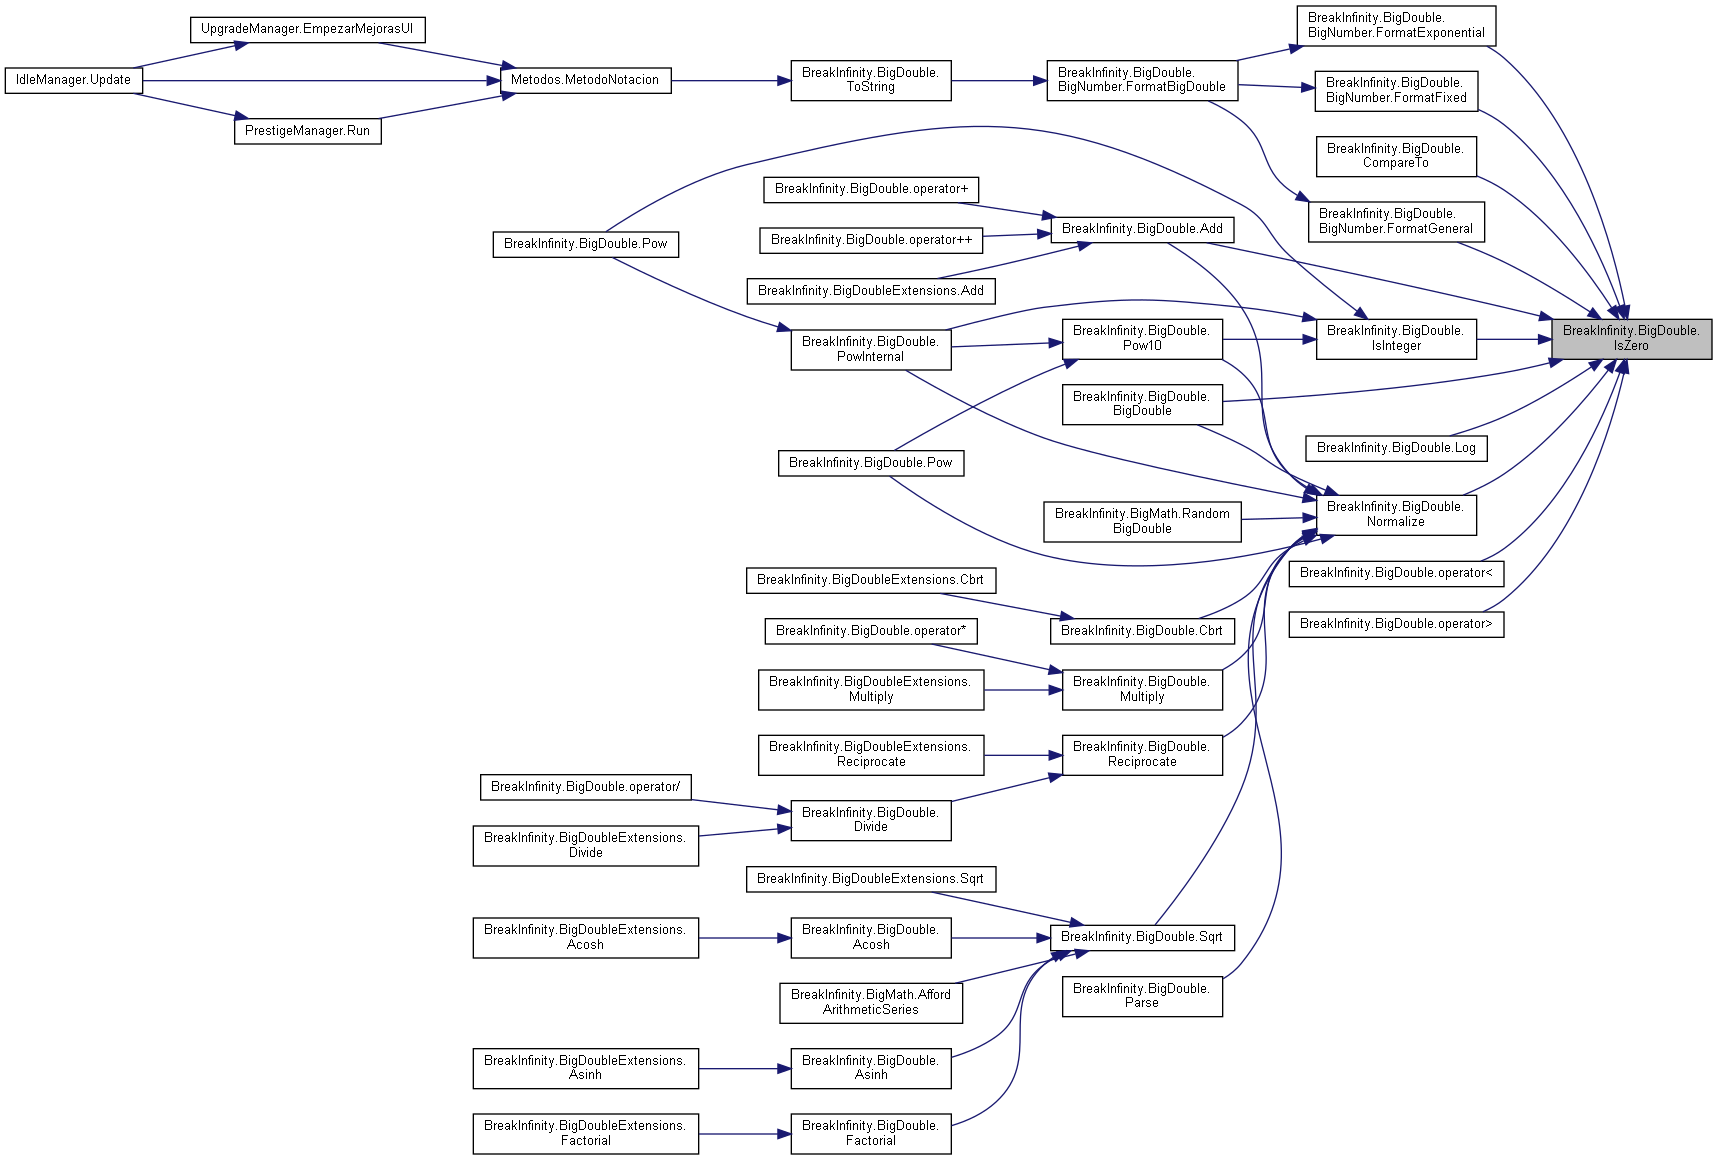 UpgradeManager.EmpezarMejorasUI
IdleManager.Update
PrestigeManager.Run
Metodos.MetodoNotacion
BreakInfinity.BigDouble.
ToString
BreakInfinity.BigDouble.
BigNumber.FormatBigDouble
BreakInfinity.BigDouble.
BigNumber.FormatExponential
BreakInfinity.BigDouble.
BigNumber.FormatFixed
BreakInfinity.BigDouble.
CompareTo
BreakInfinity.BigDouble.
BigNumber.FormatGeneral
BreakInfinity.BigDouble.operator+
BreakInfinity.BigDouble.operator++
BreakInfinity.BigDoubleExtensions.Add
BreakInfinity.BigDouble.Add
BreakInfinity.BigDouble.Pow
BreakInfinity.BigDouble.
PowInternal
BreakInfinity.BigDouble.
Pow10
BreakInfinity.BigDouble.
IsInteger
BreakInfinity.BigDouble.
IsZero
BreakInfinity.BigDouble.
BigDouble
BreakInfinity.BigDouble.Log
BreakInfinity.BigDouble.Pow
BreakInfinity.BigMath.Random
BigDouble
BreakInfinity.BigDouble.
Normalize
BreakInfinity.BigDouble.operator<
BreakInfinity.BigDouble.operator>
BreakInfinity.BigDoubleExtensions.Cbrt
BreakInfinity.BigDouble.Cbrt
BreakInfinity.BigDouble.operator*
BreakInfinity.BigDoubleExtensions.
Multiply
BreakInfinity.BigDouble.
Multiply
BreakInfinity.BigDoubleExtensions.
Reciprocate
BreakInfinity.BigDouble.
Reciprocate
BreakInfinity.BigDouble.operator/
BreakInfinity.BigDoubleExtensions.
Divide
BreakInfinity.BigDouble.
Divide
BreakInfinity.BigDoubleExtensions.Sqrt
BreakInfinity.BigDoubleExtensions.
Acosh
BreakInfinity.BigDouble.
Acosh
BreakInfinity.BigDouble.Sqrt
BreakInfinity.BigMath.Afford
ArithmeticSeries
BreakInfinity.BigDouble.
Parse
BreakInfinity.BigDoubleExtensions.
Asinh
BreakInfinity.BigDouble.
Asinh
BreakInfinity.BigDoubleExtensions.
Factorial
BreakInfinity.BigDouble.
Factorial